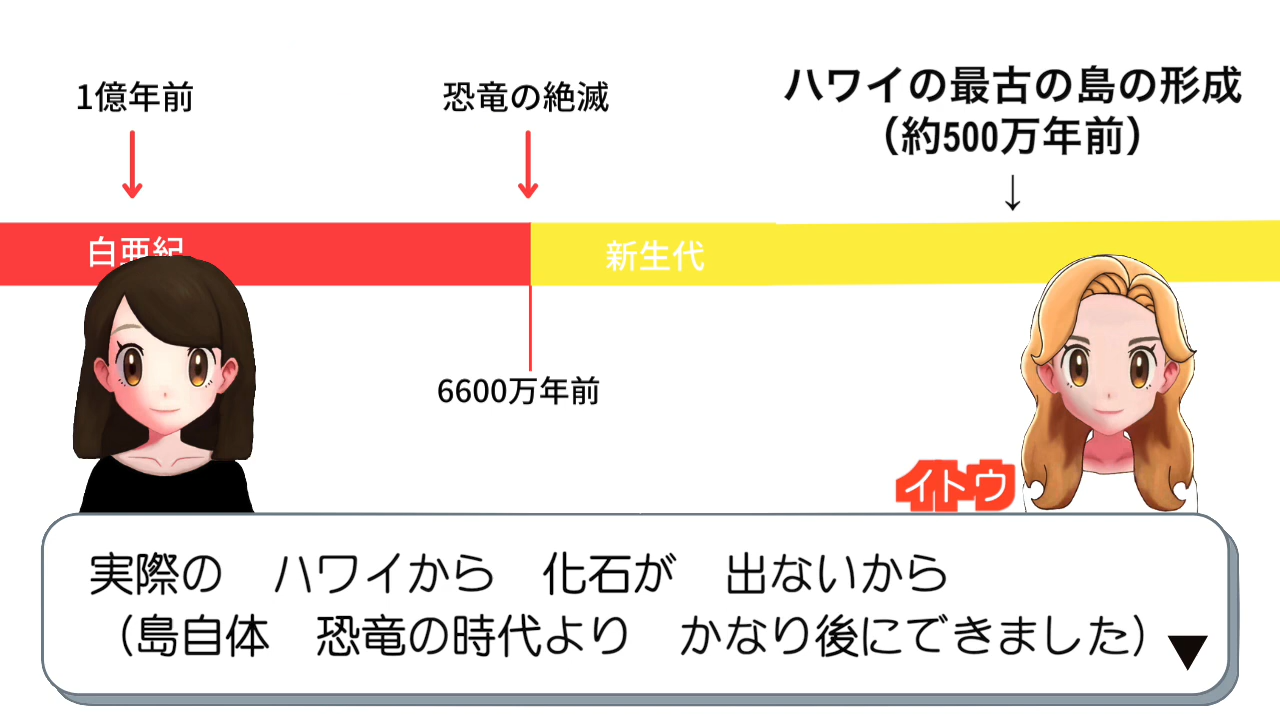 1億年前
恐竜の絶滅
ハワイの最古の島の形成
（約500万年前）
↓
白亜紀
新生代
6600万年前
イトウ
実際の　ハワイから　化石が　出ないから
（島自体　恐竜の時代より　かなり後にできました）